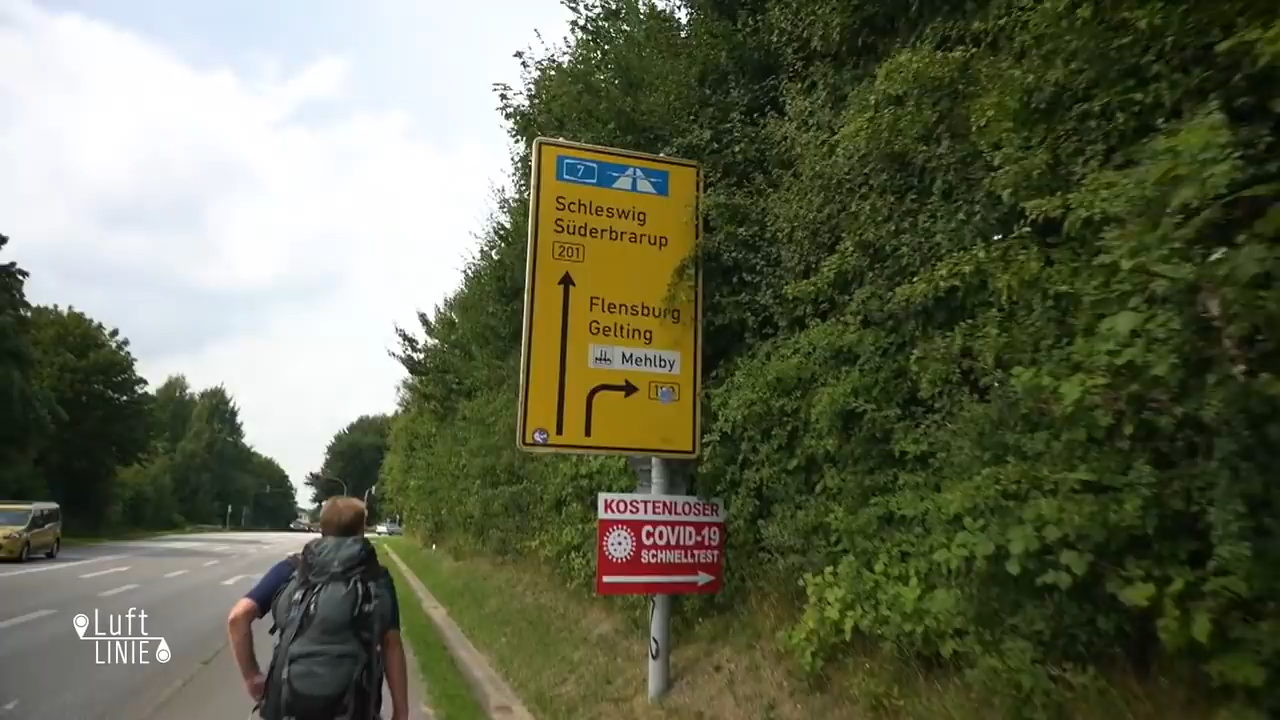 7
Schleswig
Süderbrarup
201
Flensburg
Gelting
Mehlby
KOSTENLOSER
COVID-19
SCHNELLTEST
Luft
LINIE